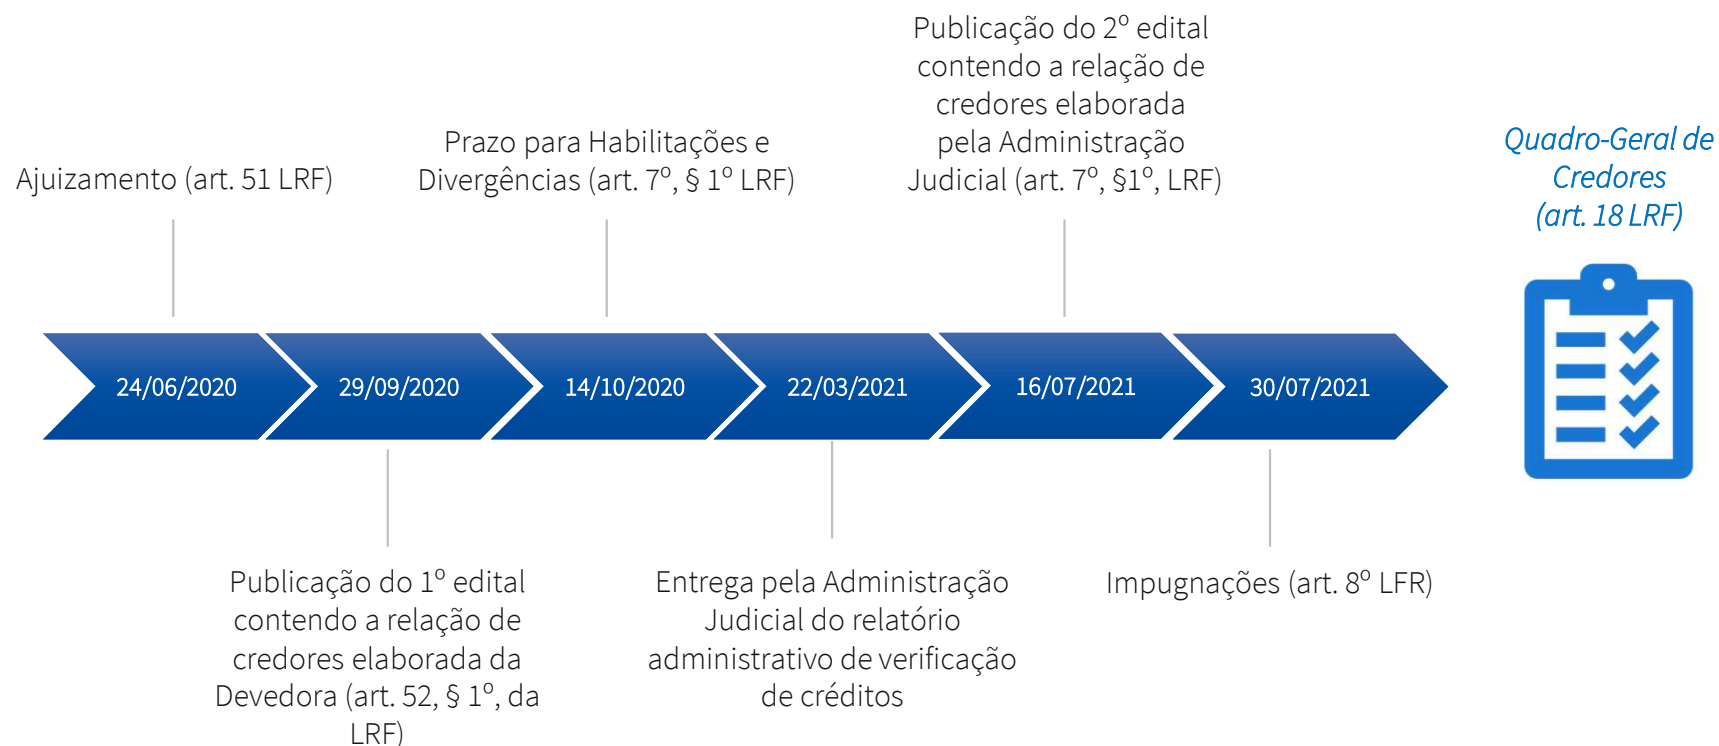 Publicação do 2º edital
contendo a relação de
credores elaborada
pela Administração
Judicial (art. 7º, §1º, LRF)
Prazo para Habilitações e
Divergências (art. 7º, § 1º LRF)
Ajuizamento (art. 51 LRF)
Quadro-Geral de
Credores
(art. 18 LRF)
24/06/2020
29/09/2020
14/10/2020
22/03/2021
16/07/2021
30/07/2021
Publicação do 1º edital
contendo a relação de
credores elaborada da
Devedora (art. 52, § 1º, da
LRF)
Entrega pela Administração
Judicial do relatório
administrativo de verificação
de créditos
Impugnações (art. 8º LFR)